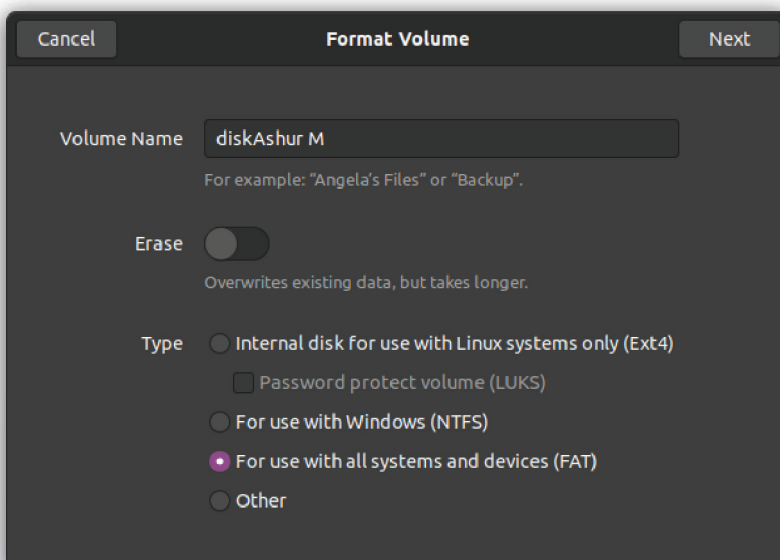 Cancel
Format Volume
Next
Volume Name
diskAshur M
For example: “Angela’s Files” or “Backup”.
Erase
Overwrites existing data, but takes longer.
Type
Internal disk for use with Linux systems only (Ext4)
Password protect volume (LUKS)
For use with Windows (NTFS)
For use with all systems and devices (FAT)
Other